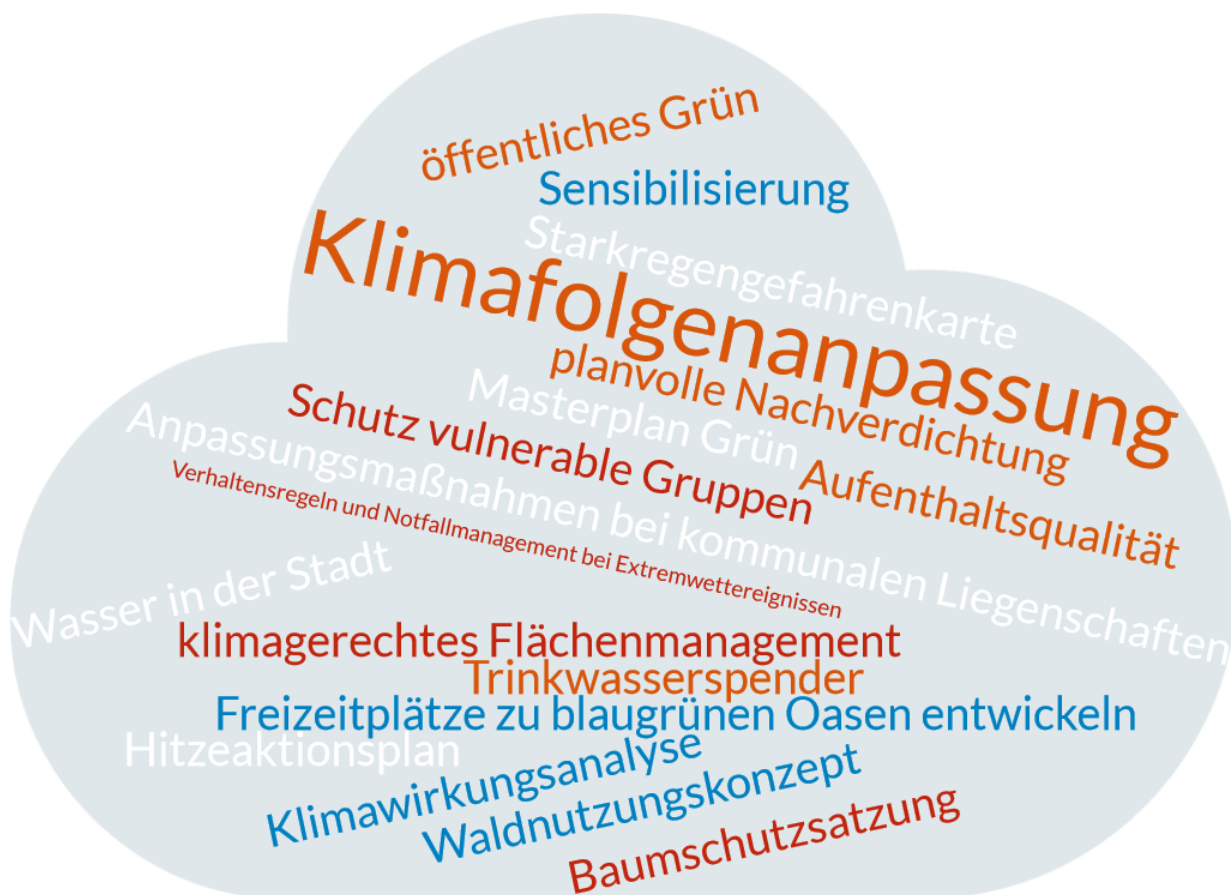 öffentliches Grün
Sensibilisierung
Starkregengefahrenkarte
Klimafolgenanpassung
planvolle Nachverdichtung
Masterplan Grün
Schutz vulnerable Gruppen
Aufenthaltsqualität
Anpassungsmaßnahmen bei kommunalen Liegenschaften
Verhaltensregeln und Notfallmanagement bei Extremwettereignissen
Wasser in der Stadt
klimagerechtes Flächenmanagement
Trinkwasserspender
Freizeitplätze zu blaugrünen Oasen entwickeln
Hitzeaktionsplan
Klimawirkungsanalyse
Waldnutzungskonzept
Baumschutzsatzung